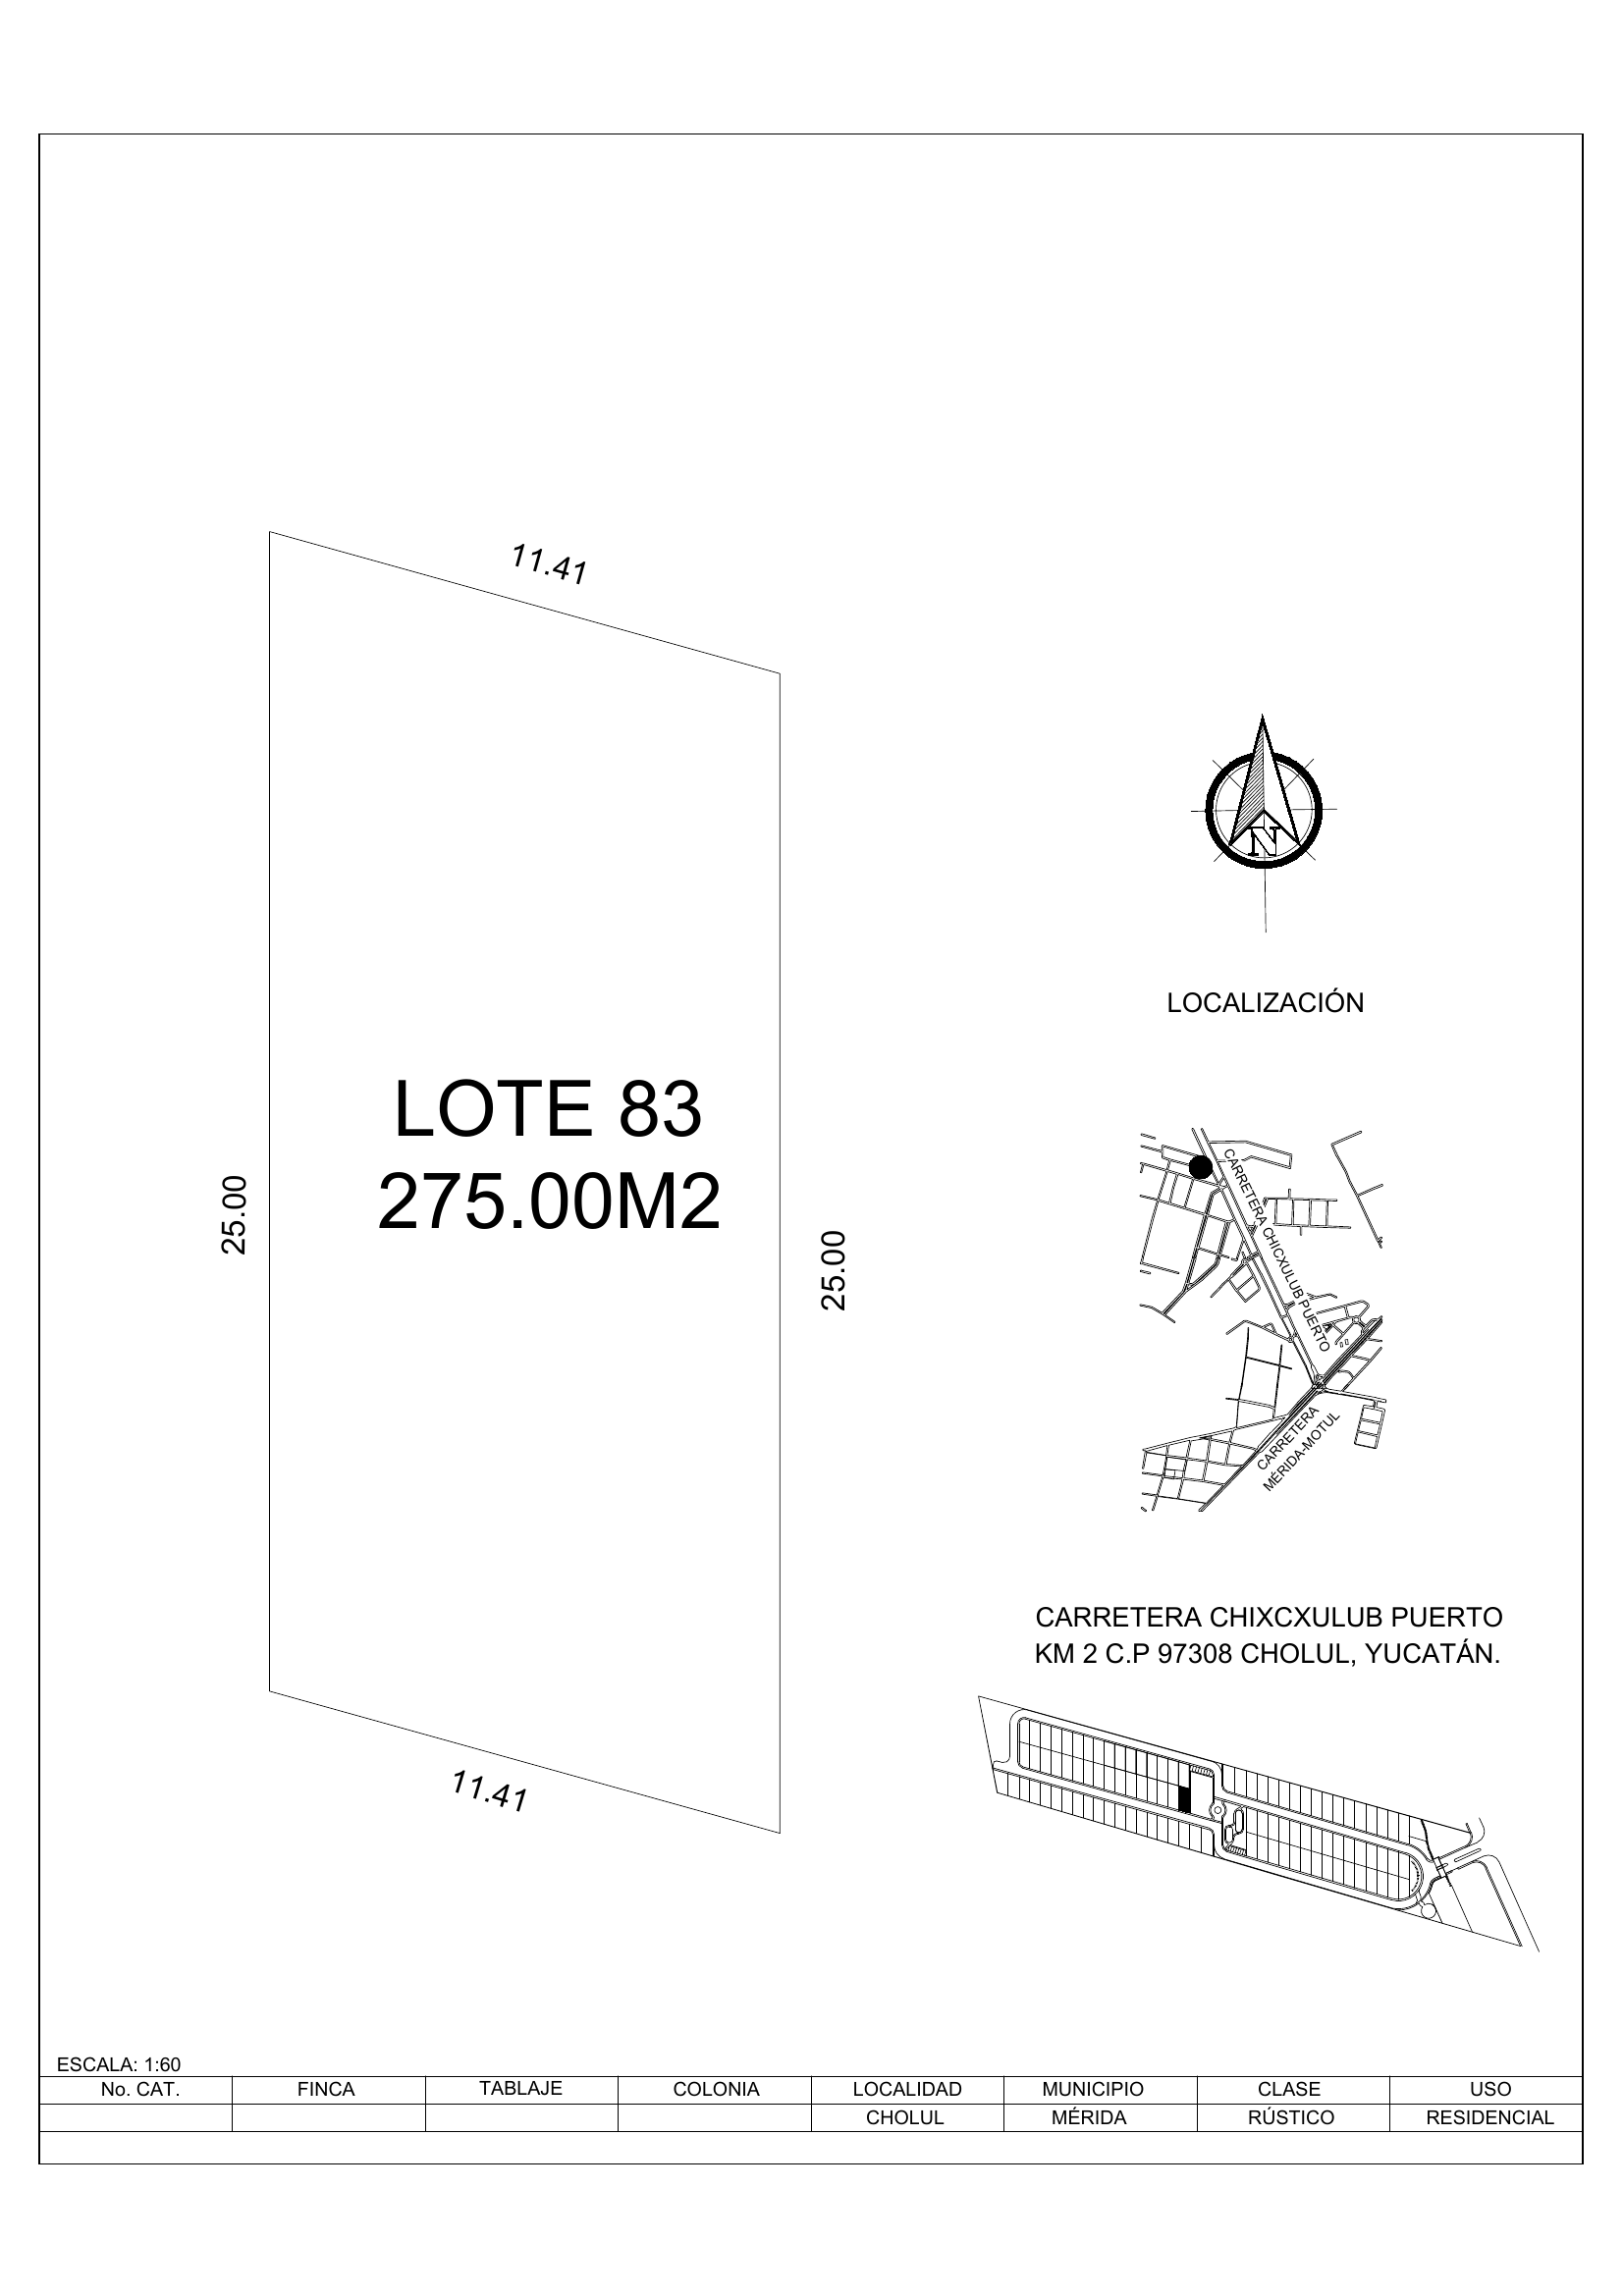 11.41
25.00
LOTE 83
275.00M2
25.00
11.41
N
LOCALIZACIÓN
CARRETERA CHICXULUB PUERTO
CARRETERA
MÉRIDA-MOTUL
CARRETERA CHIXCXULUB PUERTO
KM 2 C.P 97308 CHOLUL, YUCATÁN.
ESCALA: 1:60
No. CAT. FINCA TABLAJE COLONIA LOCALIDAD MUNICIPIO CLASE USO
CHOLUL MÉRIDA RÚSTICO RESIDENCIAL